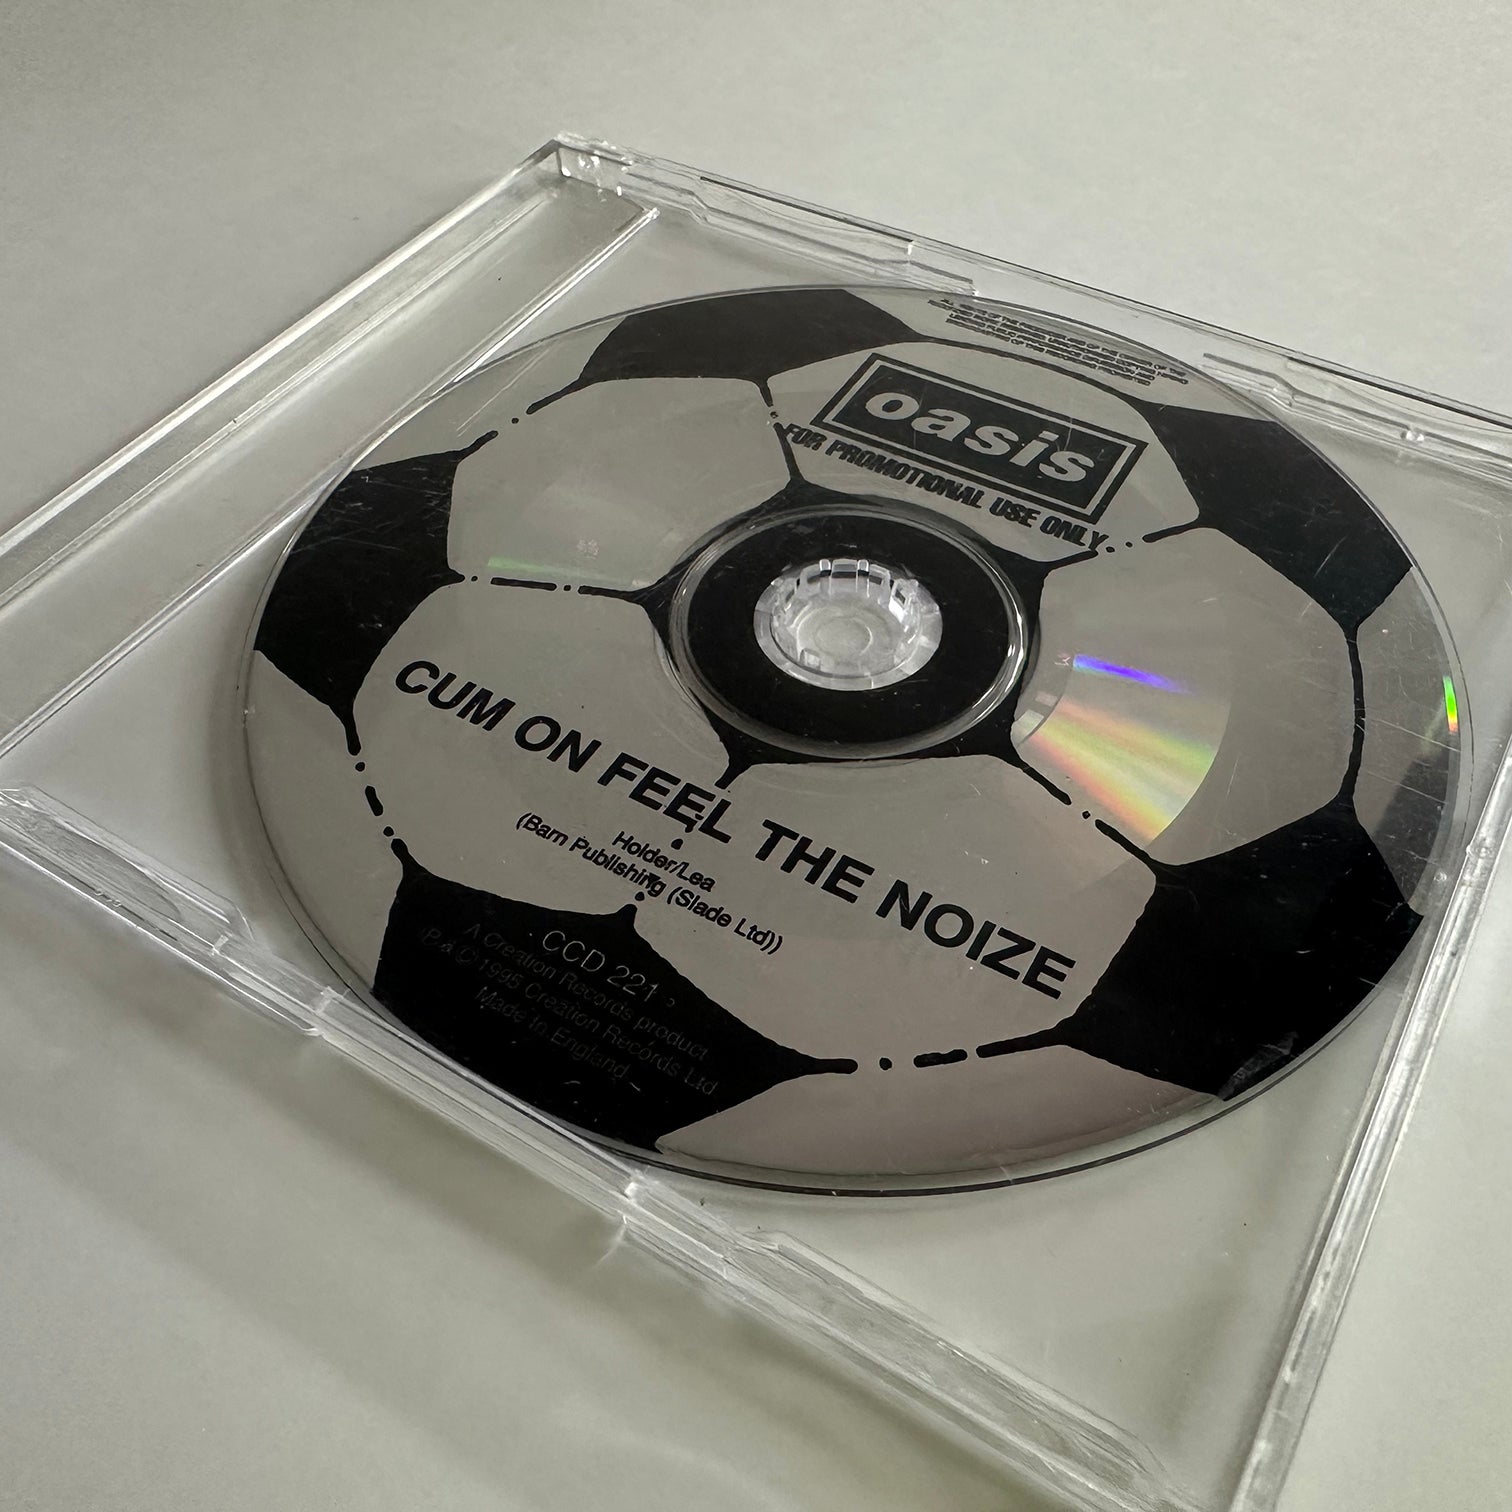 oasis
FOR PROMOTIONAL USE ONLY
CUM ON FEEL THE NOIZE
Holder/Lea
(Barn Publishing (Slade Ltd))
CCD 221
A Creation Records product
P & © 1995 Creation Records Ltd
Made in England